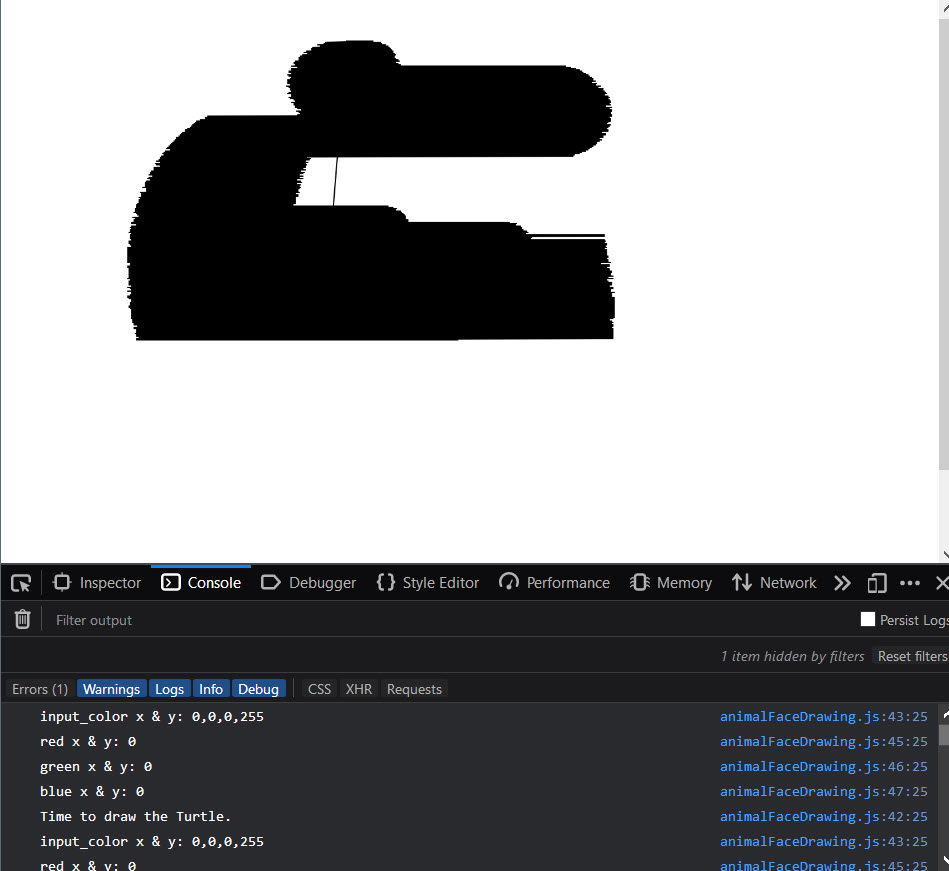 Inspector Console Debugger Style Editor Performance Memory Network
Filter output Persist Logs
1 item hidden by filters Reset filters
Errors (1) Warnings Logs Info Debug CSS XHR Requests
input_color x & y: 0,0,0,255 animalFaceDrawing.js:43:25
red x & y: 0 animalFaceDrawing.js:45:25
green x & y: 0 animalFaceDrawing.js:46:25
blue x & y: 0 animalFaceDrawing.js:47:25
Time to draw the Turtle. animalFaceDrawing.js:42:25
input_color x & y: 0,0,0,255 animalFaceDrawing.js:43:25
red x & y: 0 animalFaceDrawing.js:45:25